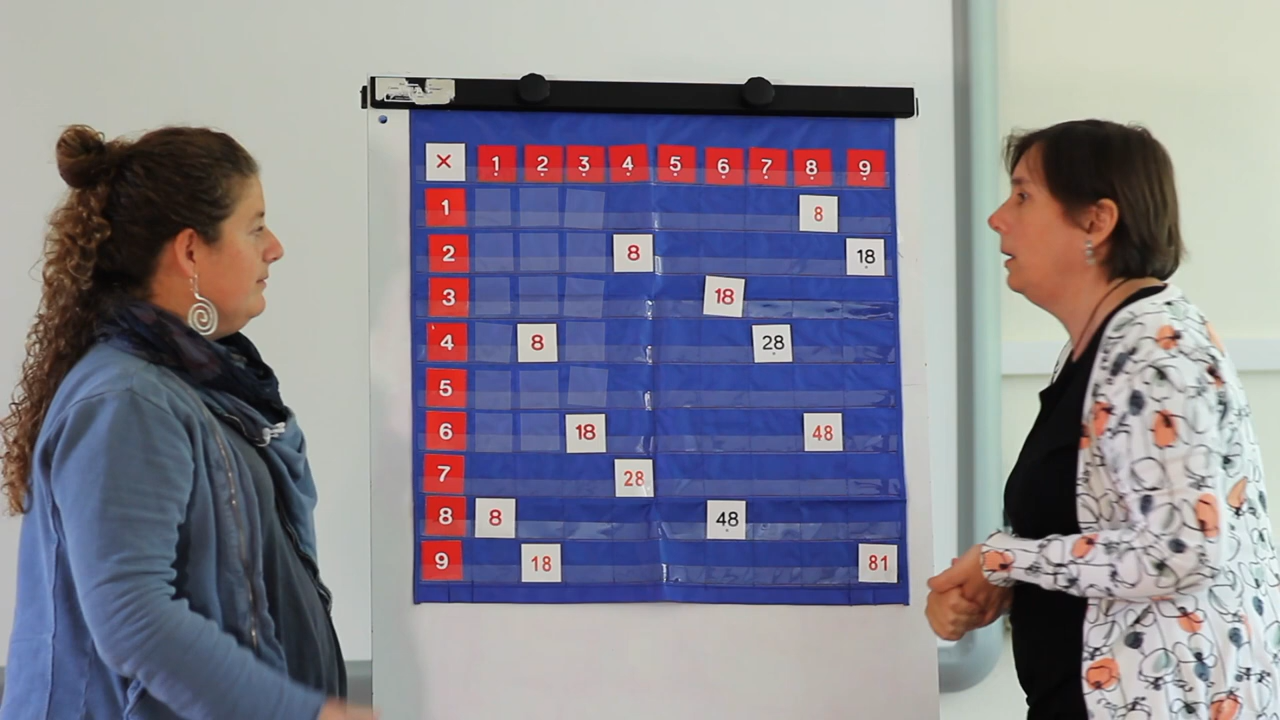 × 1 2 3 4 5 6 7 8 9
1 8
2 8 18
3 18
4 8 28
5
6 18 48
7 28
8 8 48
9 18 81